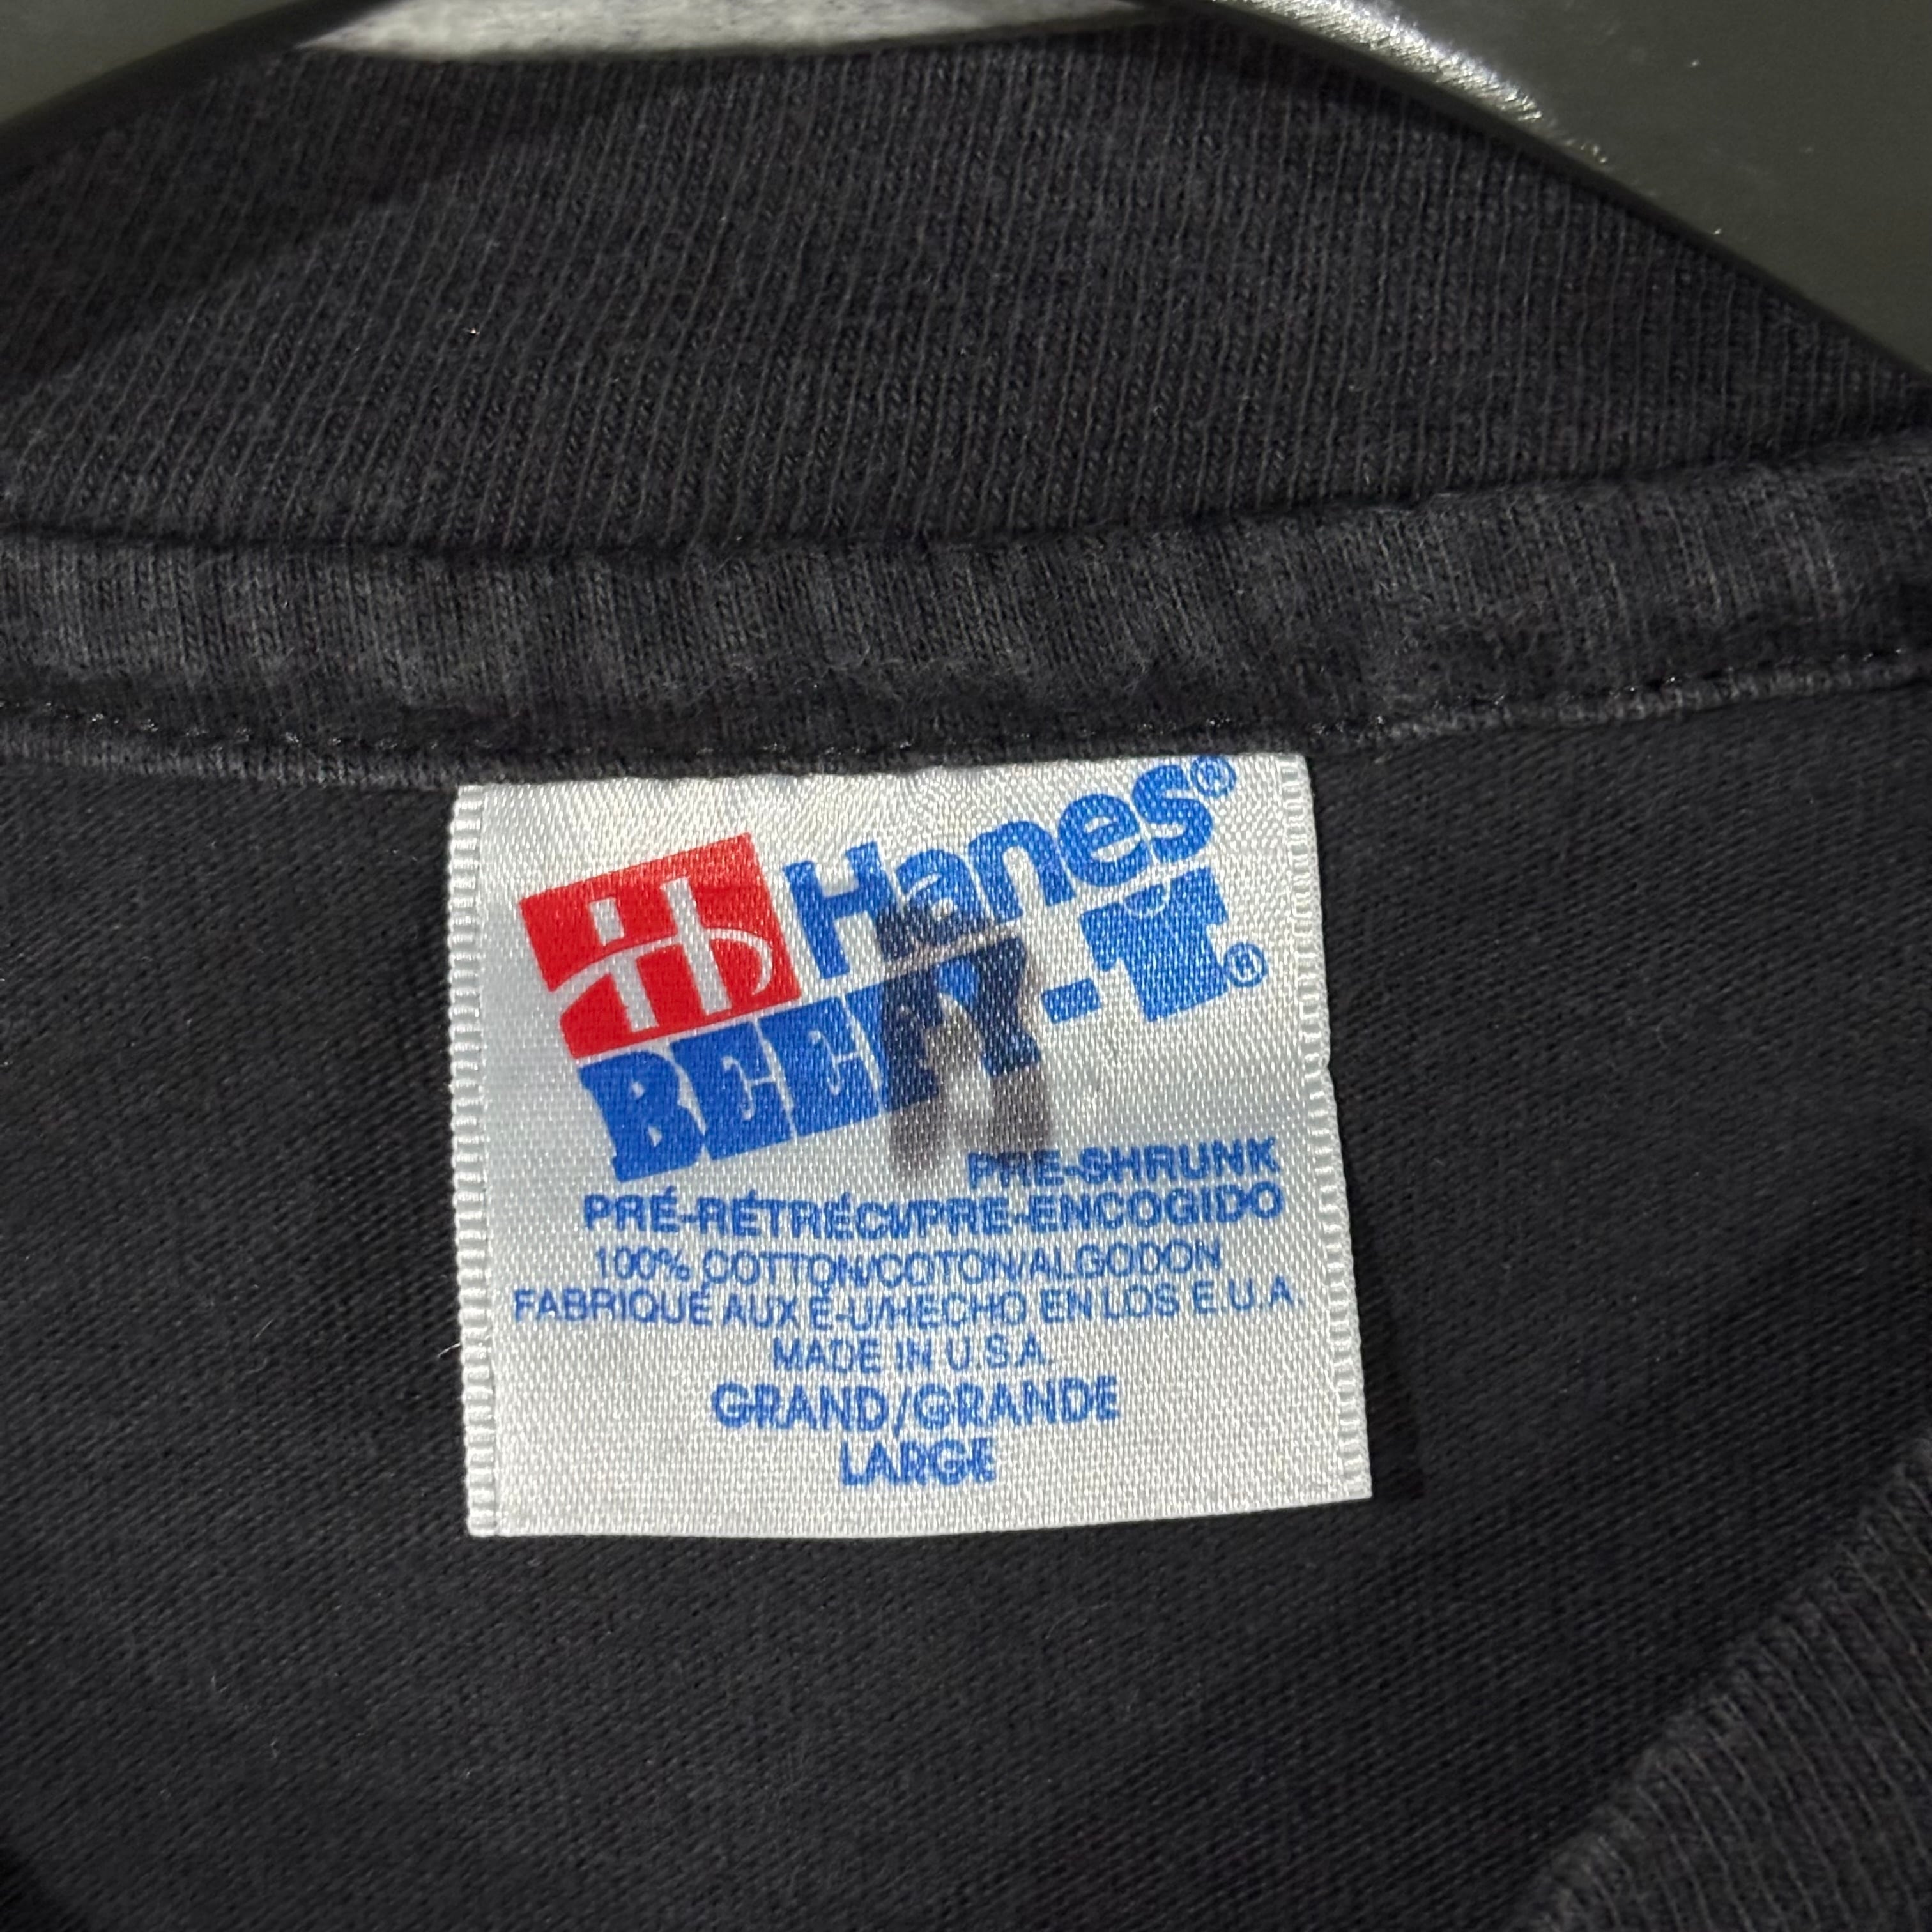 Hanes®
BEEFY-T®
PRE-SHRUNK
PRÉ-RÉTRÉCI/PRE-ENCOGIDO
100% COTTON/COTON/ALGODON
FABRIQUÉ AUX É-U/HECHO EN LOS E.U.A
MADE IN U.S.A.
GRAND/GRANDE
LARGE